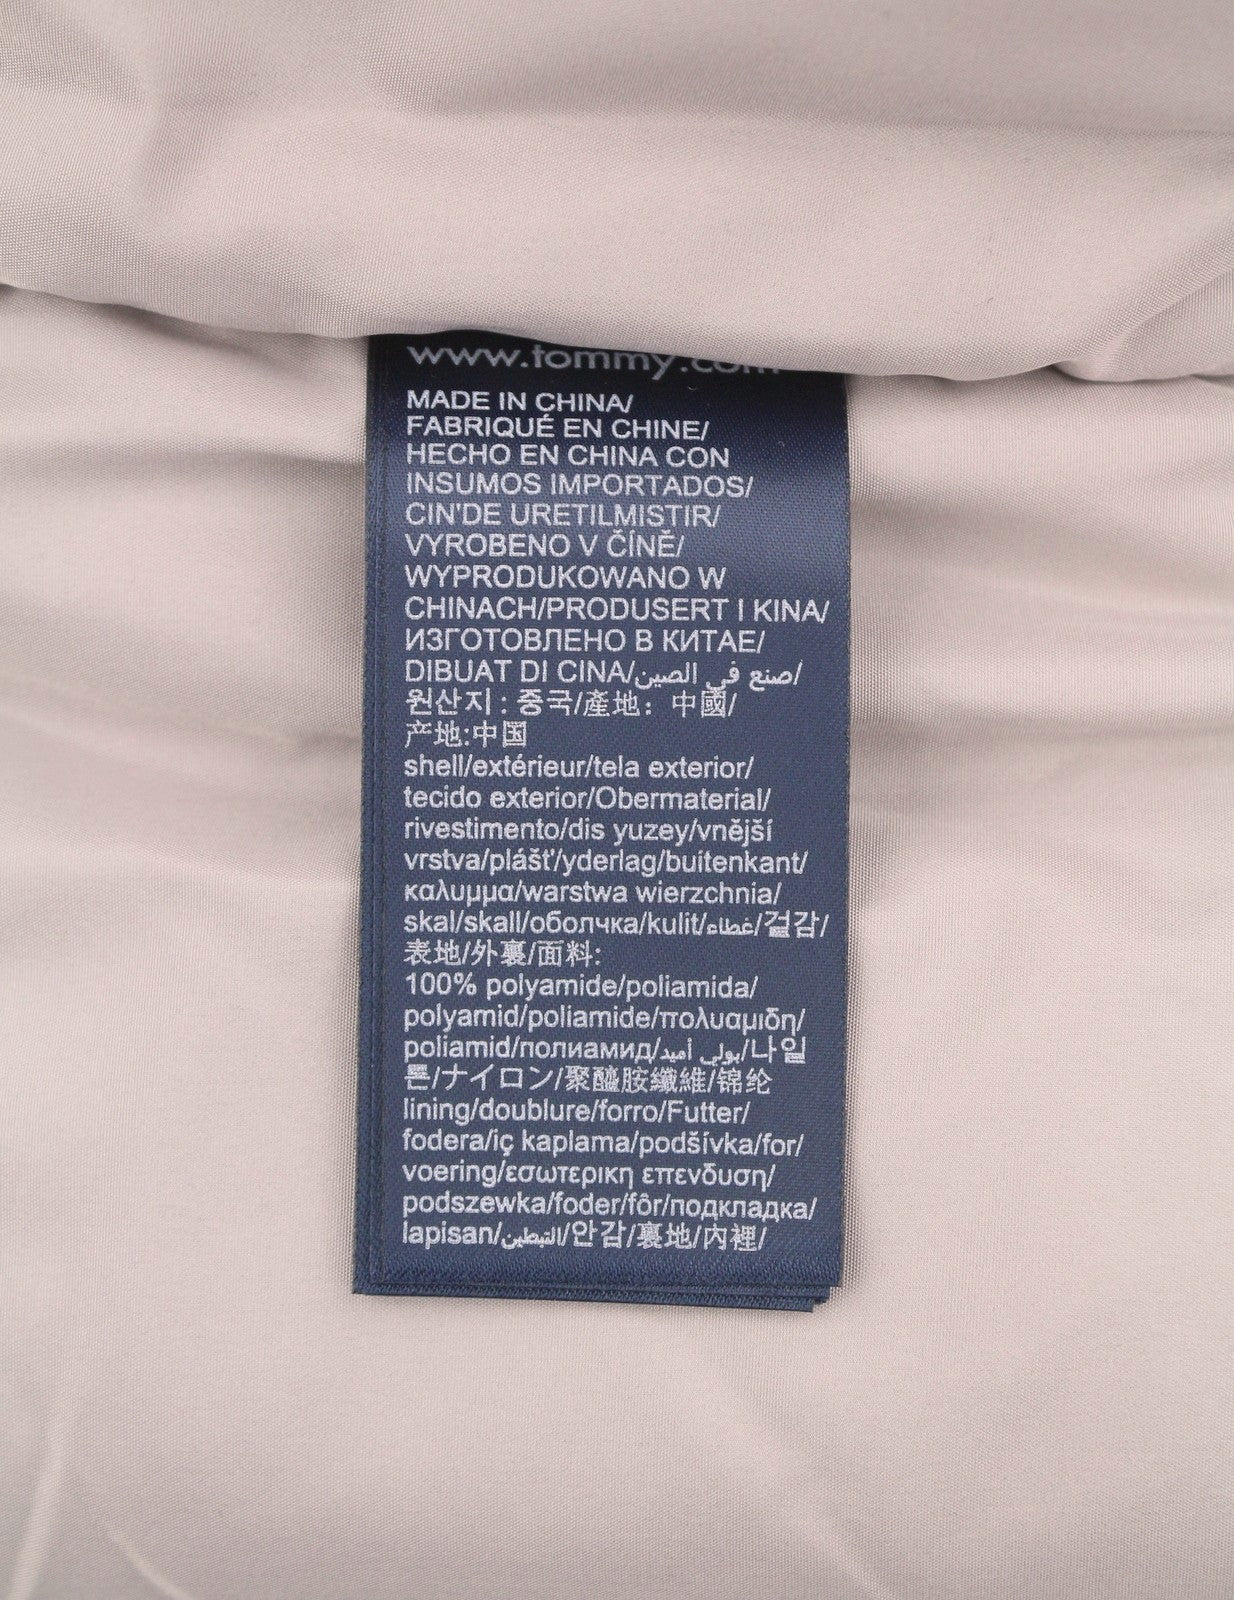 www.tommy.com
MADE IN CHINA/
FABRIQUÉ EN CHINE/
HECHO EN CHINA CON
INSUMOS IMPORTADOS/
CIN'DE URETILMISTIR/
VYROBENO V ČÍNĚ/
WYPRODUKOWANO W
CHINACH/PRODUSERT I KINA/
ИЗГОТОВЛЕНО В КИТАЕ/
DIBUAT DI CINA/صنع في الصين/
원산지 : 중국/產地： 中國/
产地:中国
shell/extérieur/tela exterior/
tecido exterior/Obermaterial/
rivestimento/dis yuzey/vnější
vrstva/plášt'/yderlag/buitenkant/
καλυμμα/warstwa wierzchnia/
skal/skall/оболчка/kulit/غطاء/겉감/
表地/外裏/面料:
100% polyamide/poliamida/
polyamid/poliamide/πολυαμιδη/
poliamid/полиамид/بولي أميد/나일
론/ナイロン/聚醯胺纖維/锦纶
lining/doublure/forro/Futter/
fodera/iç kaplama/podšívka/for/
voering/εσωτερικη επενδυση/
podszewka/foder/fôr/подкладка/
lapisan/التبطين/안감/裏地/內裡/